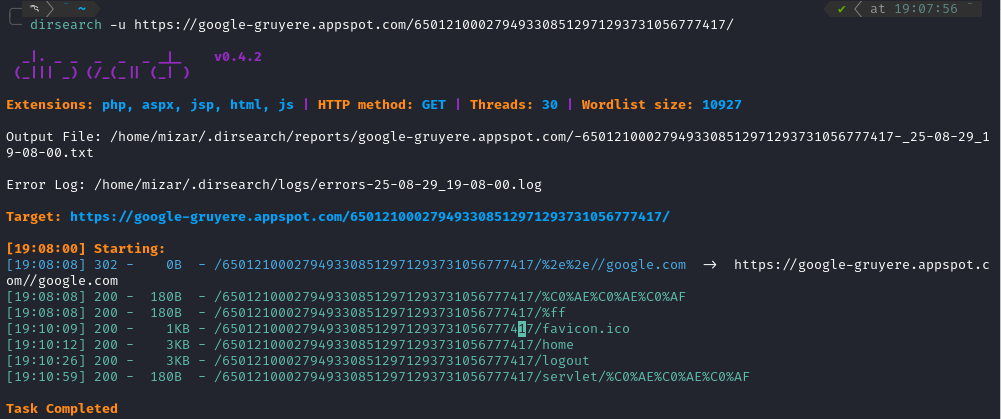 ~ ✔ at 19:07:56
dirsearch -u https://google-gruyere.appspot.com/650121000279493308512971293731056777417/
 _|. _ _  _  _  _ _|_    v0.4.2
(_||| _) (/_(_|| (_| )
Extensions: php, aspx, jsp, html, js | HTTP method: GET | Threads: 30 | Wordlist size: 10927
Output File: /home/mizar/.dirsearch/reports/google-gruyere.appspot.com/-650121000279493308512971293731056777417-_25-08-29_1
9-08-00.txt
Error Log: /home/mizar/.dirsearch/logs/errors-25-08-29_19-08-00.log
Target: https://google-gruyere.appspot.com/650121000279493308512971293731056777417/
[19:08:00] Starting:
[19:08:08] 302 -    0B  - /650121000279493308512971293731056777417/%2e%2e//google.com  ->  https://google-gruyere.appspot.c
om//google.com
[19:08:08] 200 -  180B  - /650121000279493308512971293731056777417/%C0%AE%C0%AE%C0%AF
[19:08:08] 200 -  180B  - /650121000279493308512971293731056777417/%ff
[19:10:09] 200 -    1KB - /650121000279493308512971293731056777417/favicon.ico
[19:10:12] 200 -    3KB - /650121000279493308512971293731056777417/home
[19:10:26] 200 -    3KB - /650121000279493308512971293731056777417/logout
[19:10:59] 200 -  180B  - /650121000279493308512971293731056777417/servlet/%C0%AE%C0%AE%C0%AF
Task Completed